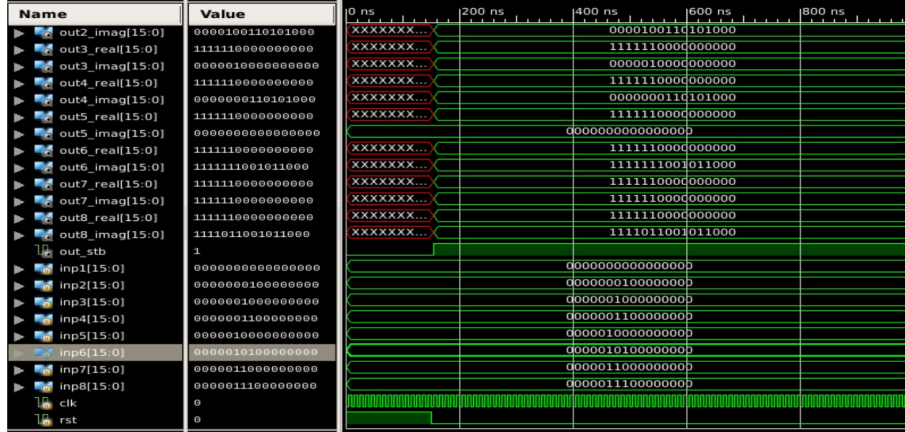 Name Value 0 ns 200 ns 400 ns 600 ns 800 ns
out2_imag[15:0] 0000100110101000 XXXXXXX... 0000100110101000
out3_real[15:0] 1111110000000000 XXXXXXX... 1111110000000000
out3_imag[15:0] 0000010000000000 XXXXXXX... 0000010000000000
out4_real[15:0] 1111110000000000 XXXXXXX... 1111110000000000
out4_imag[15:0] 0000000110101000 XXXXXXX... 0000000110101000
out5_real[15:0] 1111110000000000 XXXXXXX... 1111110000000000
out5_imag[15:0] 0000000000000000 0000000000000000
out6_real[15:0] 1111110000000000 XXXXXXX... 1111110000000000
out6_imag[15:0] 1111111001011000 XXXXXXX... 1111111001011000
out7_real[15:0] 1111110000000000 XXXXXXX... 1111110000000000
out7_imag[15:0] 1111110000000000 XXXXXXX... 1111110000000000
out8_real[15:0] 1111110000000000 XXXXXXX... 1111110000000000
out8_imag[15:0] 1111011001011000 XXXXXXX... 1111011001011000
out_stb 1
inp1[15:0] 0000000000000000 0000000000000000
inp2[15:0] 0000000100000000 0000000100000000
inp3[15:0] 0000001000000000 0000001000000000
inp4[15:0] 0000001100000000 0000001100000000
inp5[15:0] 0000010000000000 0000010000000000
inp6[15:0] 0000010100000000 0000010100000000
inp7[15:0] 0000011000000000 0000011000000000
inp8[15:0] 0000011100000000 0000011100000000
clk 0
rst 0